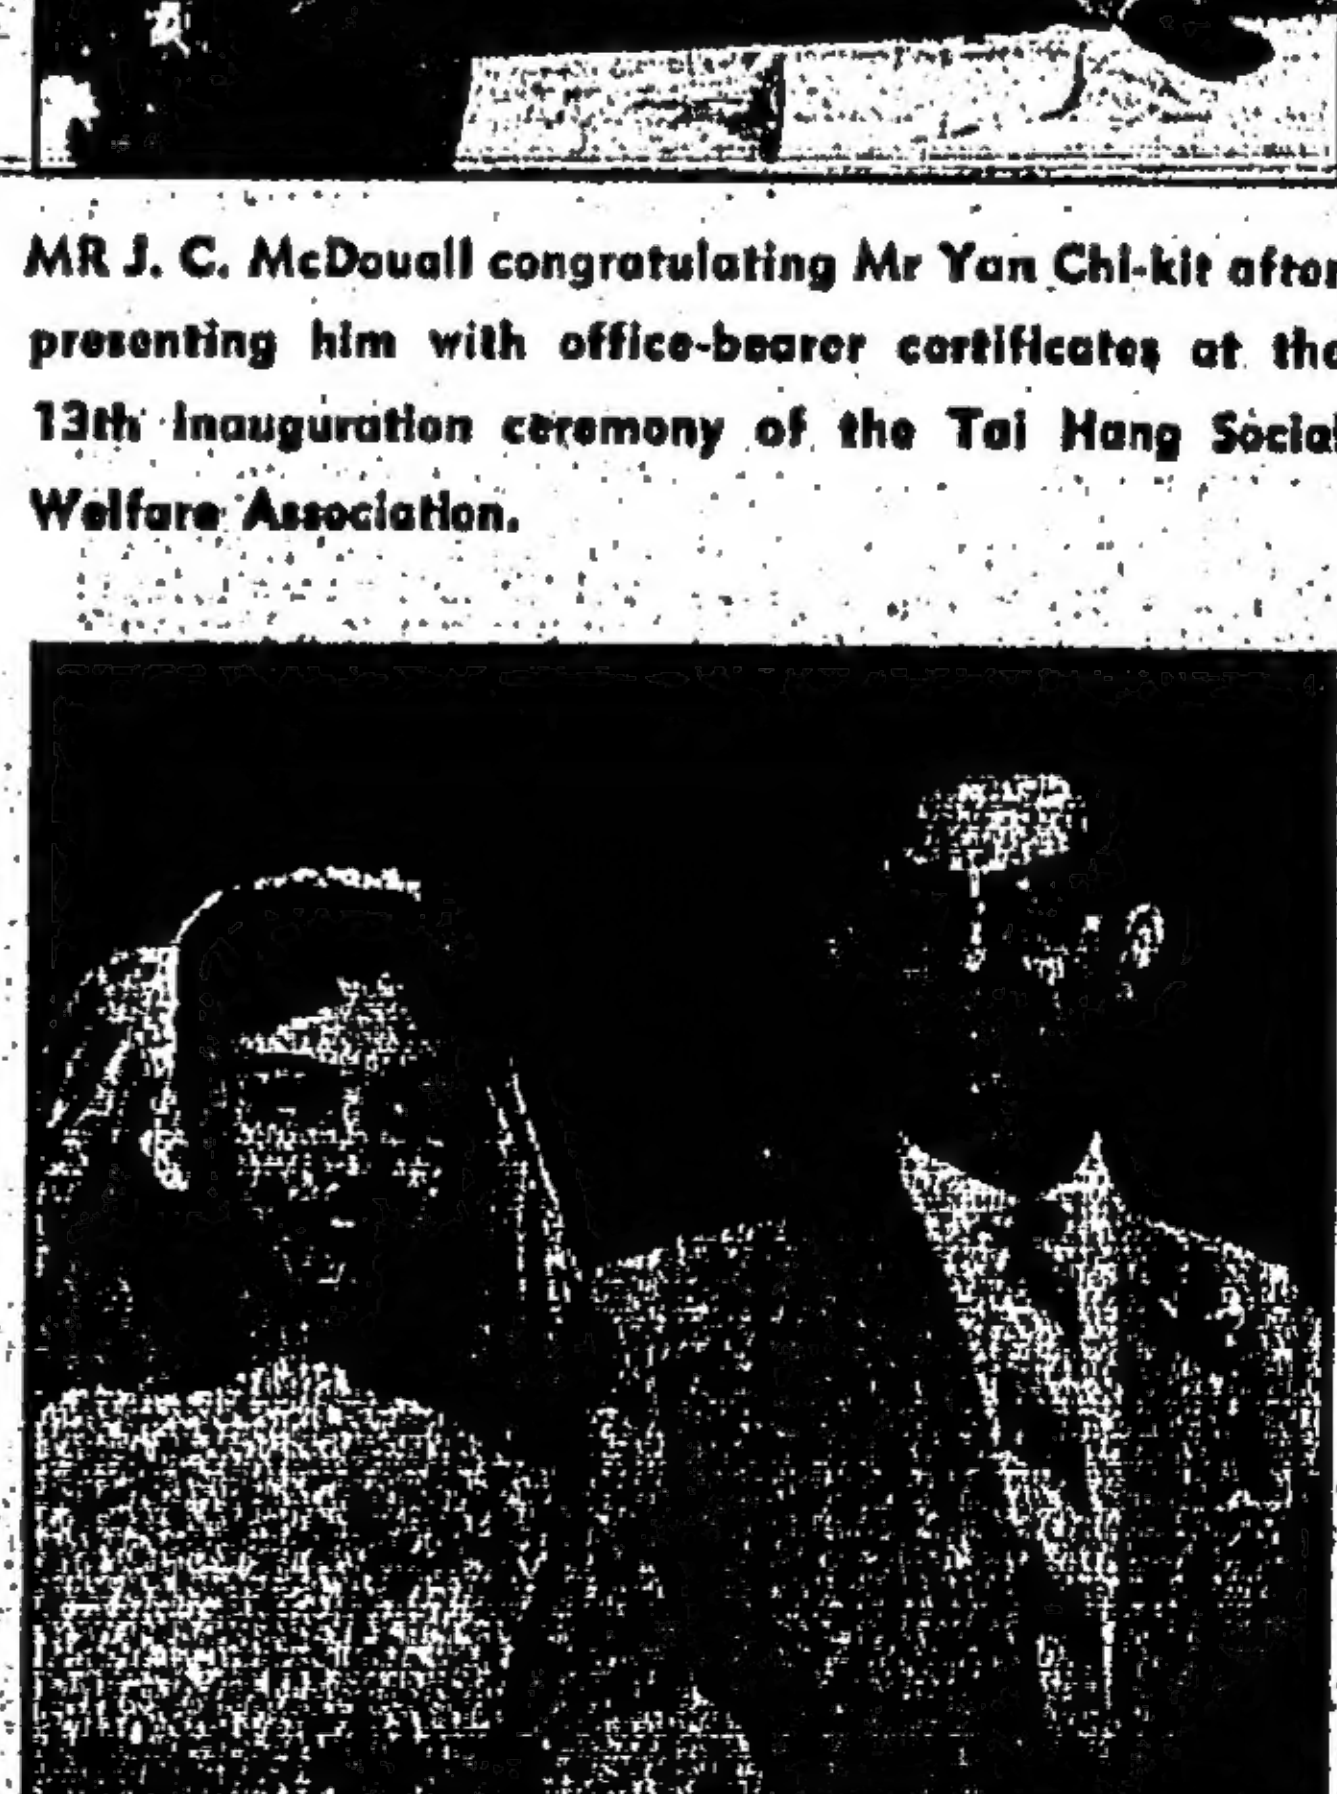 MR J. C. McDouall congratulating Mr Yan Chi-kit after
presenting him with office-bearer certificates at the
13th inauguration ceremony of the Tai Hang Social
Welfare Association.